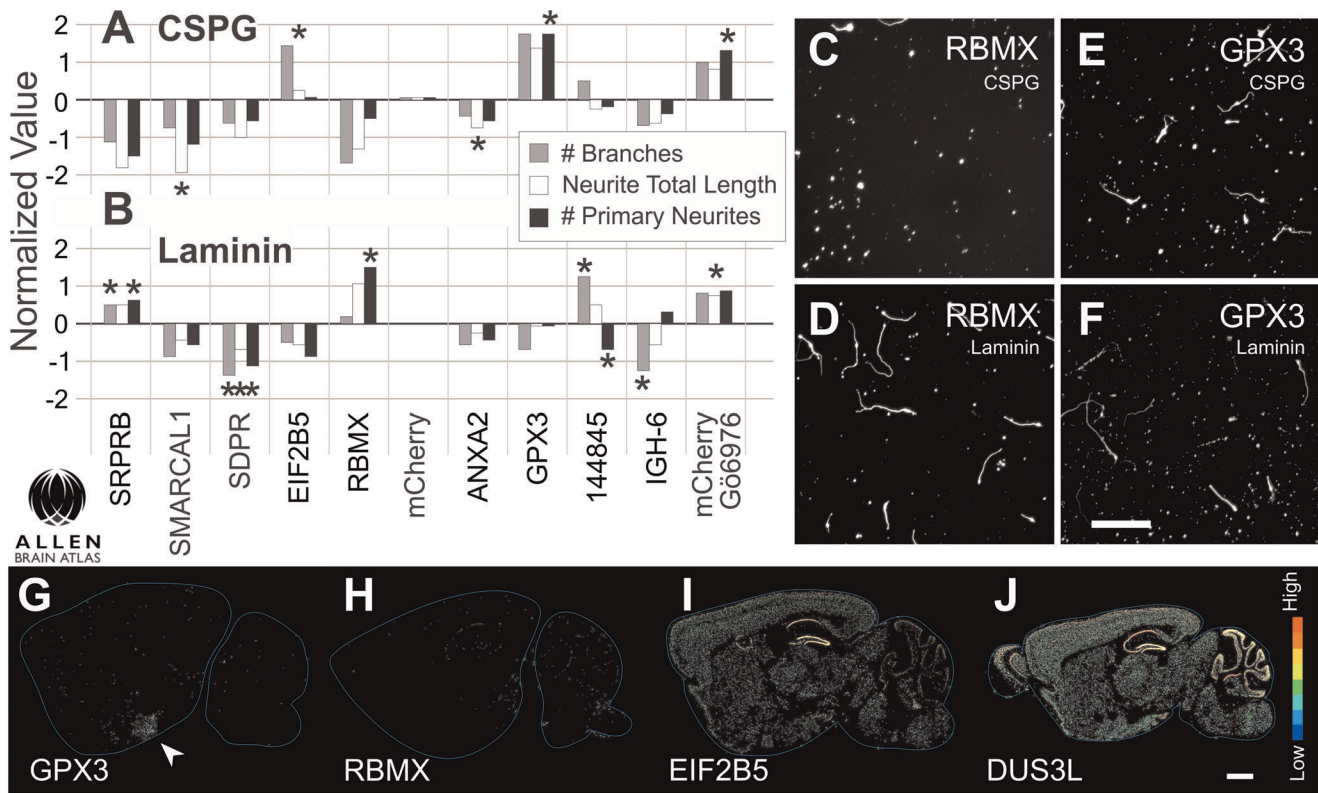 A CSPG
Normalized Value
2
1
0
-1
-2
*
*
*
*
*
# Branches
Neurite Total Length
# Primary Neurites
B Laminin
2
1
0
-1
-2
* *
***
*
*
*
*
*
SRPRB
SMARCAL1
SDPR
EIF2B5
RBMX
mCherry
ANXA2
GPX3
144845
IGH-6
mCherry
Gö6976
ALLEN
BRAIN ATLAS
C RBMX
CSPG
E GPX3
CSPG
D RBMX
Laminin
F GPX3
Laminin
G
GPX3
H
RBMX
I
EIF2B5
J
DUS3L
High
Low